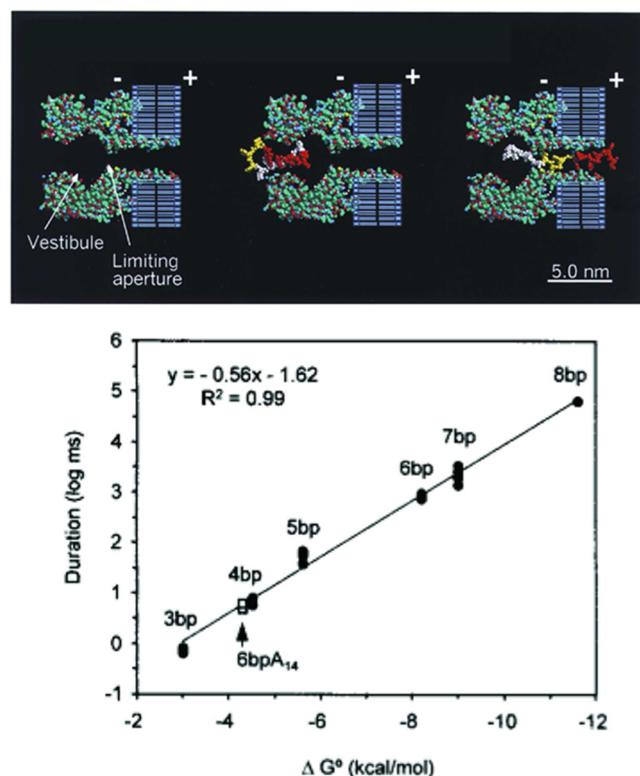 - + - + - +
Vestibule
Limiting
aperture
5.0 nm
y = - 0.56x - 1.62
R² = 0.99
8bp
7bp
6bp
5bp
4bp
3bp
6bpA₁₄
6
5
4
3
2
1
0
-1
-2 -4 -6 -8 -10 -12
Duration (log ms)
Δ Gº (kcal/mol)